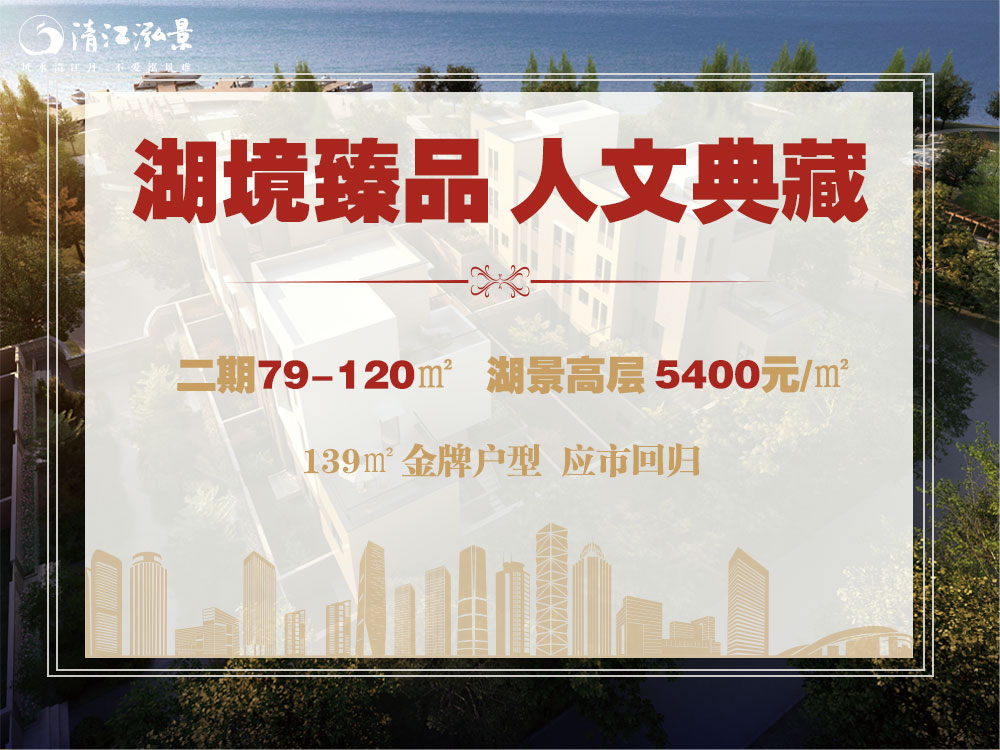 清江泓景
湖境臻品 人文典藏
二期79-120㎡ 湖景高层 5400元/㎡
139㎡ 金牌户型 应市回归